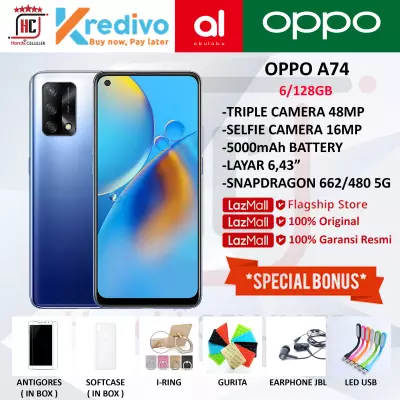 HC
HONGKI CELLULER
Kredivo
Buy now, Pay later
al
akulaku
oppo
OPPO A74
6/128GB
-TRIPLE CAMERA 48MP
-SELFIE CAMERA 16MP
-5000mAh BATTERY
-LAYAR 6,43”
-SNAPDRAGON 662/480 5G
LazMall Flagship Store
LazMall 100% Original
LazMall 100% Garansi Resmi
*SPECIAL BONUS*
ANTIGORES
( IN BOX )
SOFTCASE
( IN BOX )
I-RING
GURITA
EARPHONE JBL
LED USB